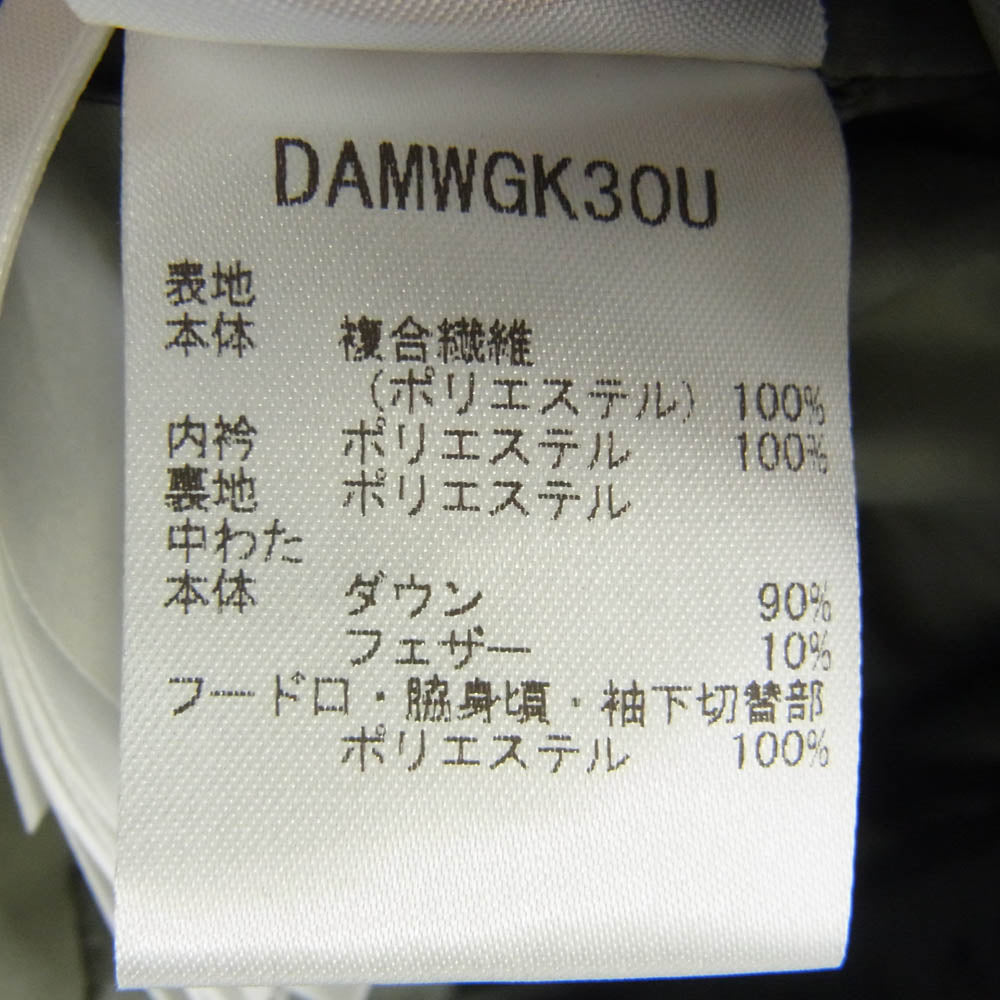 DAMWGK30U
表地
本体 複合繊維
(ポリエステル) 100%
内衿 ポリエステル 100%
裏地 ポリエステル
中わた
本体 ダウン 90%
フェザー 10%
フード口・脇身頃・袖下切替部
ポリエステル 100%